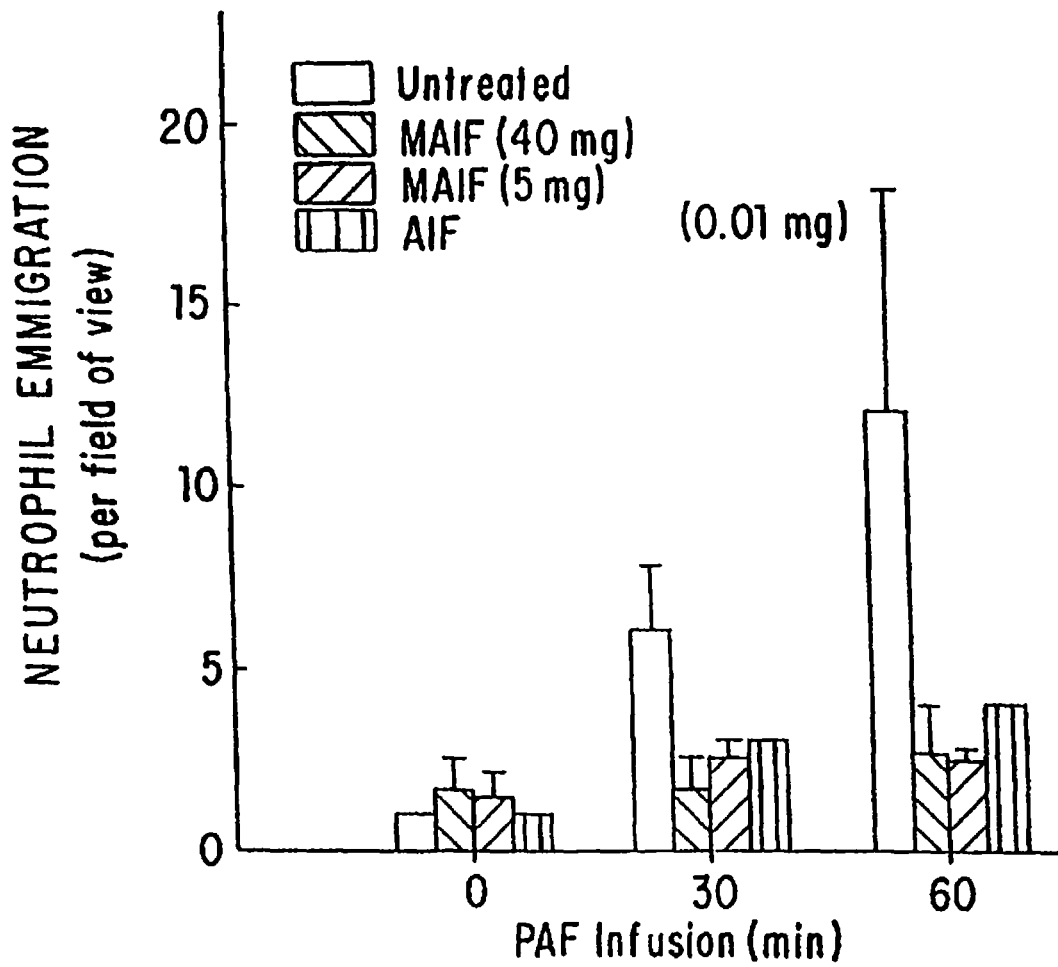 NEUTROPHIL EMMIGRATION
(per field of view)
20
15
10
5
0
Untreated
MAIF (40 mg)
MAIF (5 mg)
AIF
(0.01 mg)
0 30 60
PAF Infusion (min)